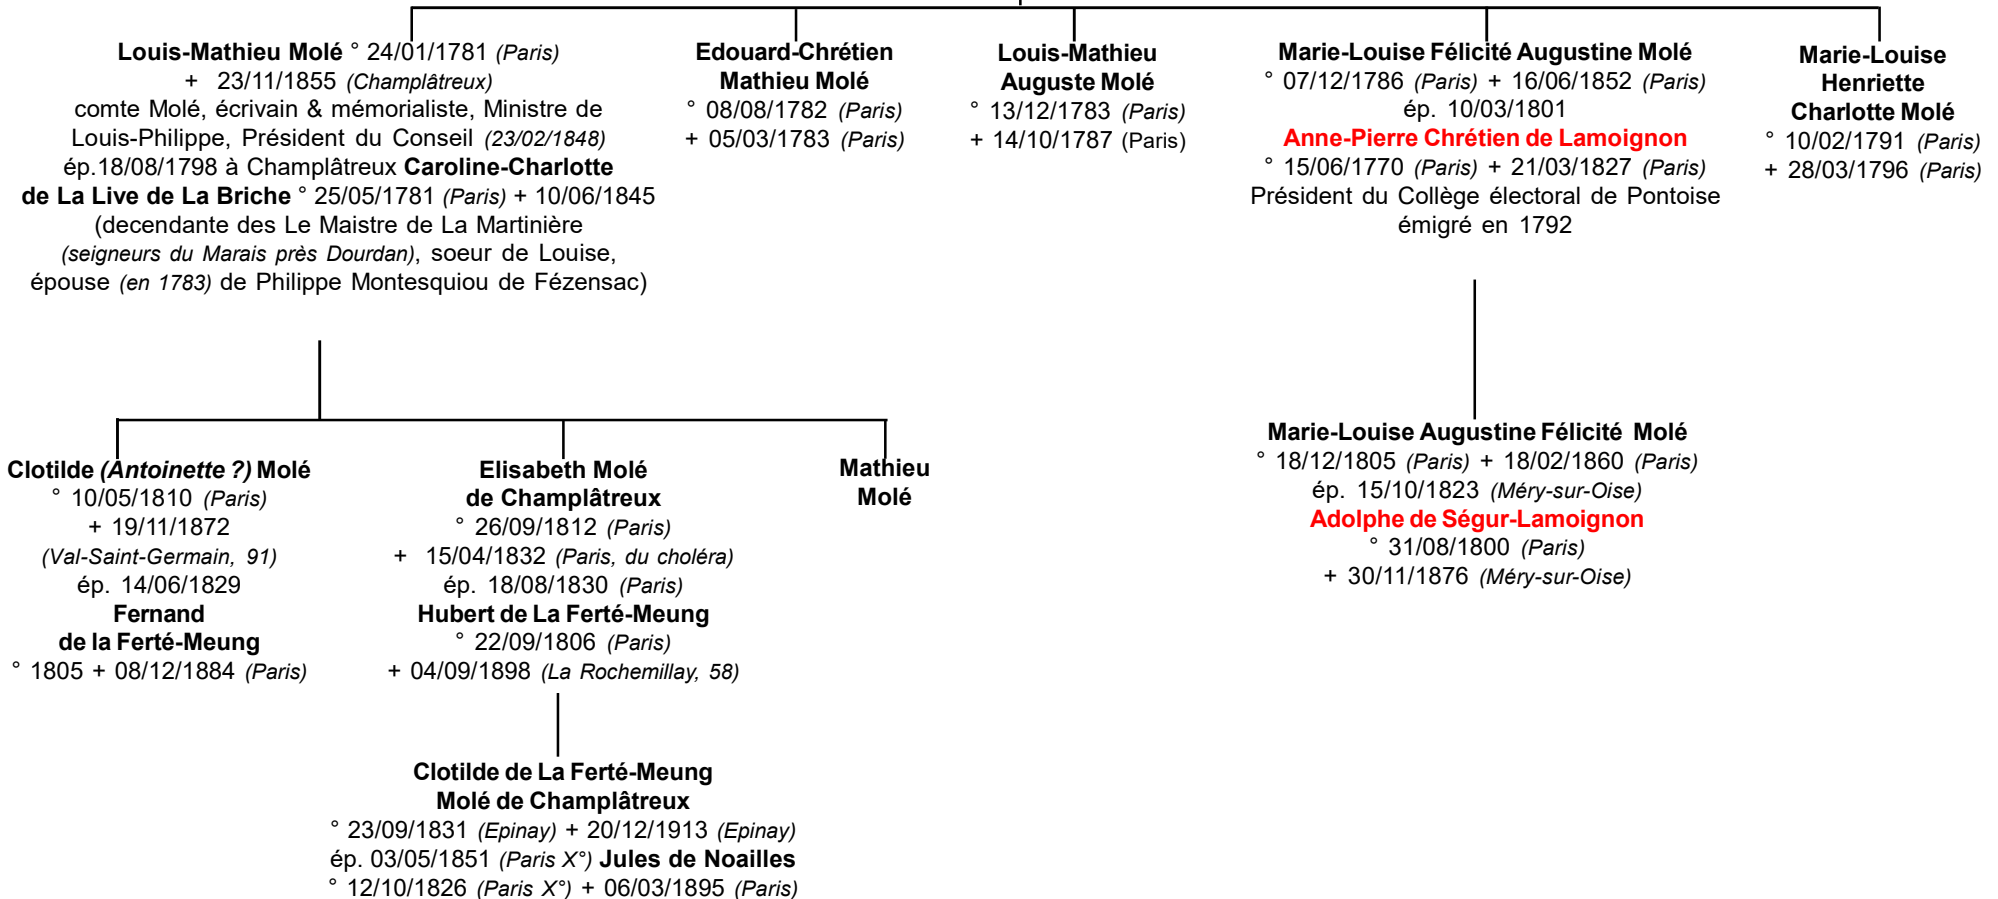 Louis-Mathieu Molé ° 24/01/1781 (Paris)
+ 23/11/1855 (Champlâtreux)
comte Molé, écrivain & mémorialiste, Ministre de
Louis-Philippe, Président du Conseil (23/02/1848)
ép.18/08/1798 à Champlâtreux Caroline-Charlotte
de La Live de La Briche ° 25/05/1781 (Paris) + 10/06/1845
(decendante des Le Maistre de La Martinière
(seigneurs du Marais près Dourdan), soeur de Louise,
épouse (en 1783) de Philippe Montesquiou de Fézensac)
Edouard-Chrétien
Mathieu Molé
° 08/08/1782 (Paris)
+ 05/03/1783 (Paris)
Louis-Mathieu
Auguste Molé
° 13/12/1783 (Paris)
+ 14/10/1787 (Paris)
Marie-Louise Félicité Augustine Molé
° 07/12/1786 (Paris) + 16/06/1852 (Paris)
ép. 10/03/1801
Anne-Pierre Chrétien de Lamoignon
° 15/06/1770 (Paris) + 21/03/1827 (Paris)
Président du Collège électoral de Pontoise
émigré en 1792
Marie-Louise
Henriette
Charlotte Molé
° 10/02/1791 (Paris)
+ 28/03/1796 (Paris)
Clotilde (Antoinette ?) Molé
° 10/05/1810 (Paris)
+ 19/11/1872
(Val-Saint-Germain, 91)
ép. 14/06/1829
Fernand
de la Ferté-Meung
° 1805 + 08/12/1884 (Paris)
Elisabeth Molé
de Champlâtreux
° 26/09/1812 (Paris)
+ 15/04/1832 (Paris, du choléra)
ép. 18/08/1830 (Paris)
Hubert de La Ferté-Meung
° 22/09/1806 (Paris)
+ 04/09/1898 (La Rochemillay, 58)
Mathieu
Molé
Marie-Louise Augustine Félicité Molé
° 18/12/1805 (Paris) + 18/02/1860 (Paris)
ép. 15/10/1823 (Méry-sur-Oise)
Adolphe de Ségur-Lamoignon
° 31/08/1800 (Paris)
+ 30/11/1876 (Méry-sur-Oise)
Clotilde de La Ferté-Meung
Molé de Champlâtreux
° 23/09/1831 (Epinay) + 20/12/1913 (Epinay)
ép. 03/05/1851 (Paris X°) Jules de Noailles
° 12/10/1826 (Paris X°) + 06/03/1895 (Paris)